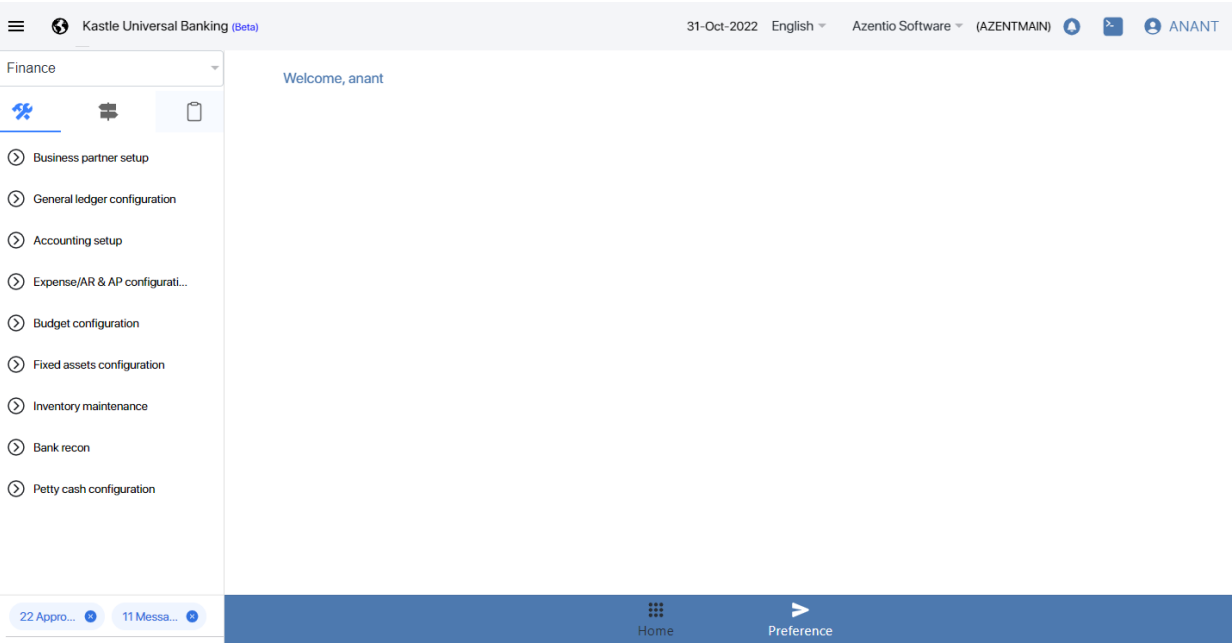 Kastle Universal Banking (Beta) 31-Oct-2022 English Azentio Software (AZENTMAIN) ANANT
Finance
Welcome, anant
Business partner setup
General ledger configuration
Accounting setup
Expense/AR & AP configurati...
Budget configuration
Fixed assets configuration
Inventory maintenance
Bank recon
Petty cash configuration
22 Appro... 11 Messa...
Home Preference